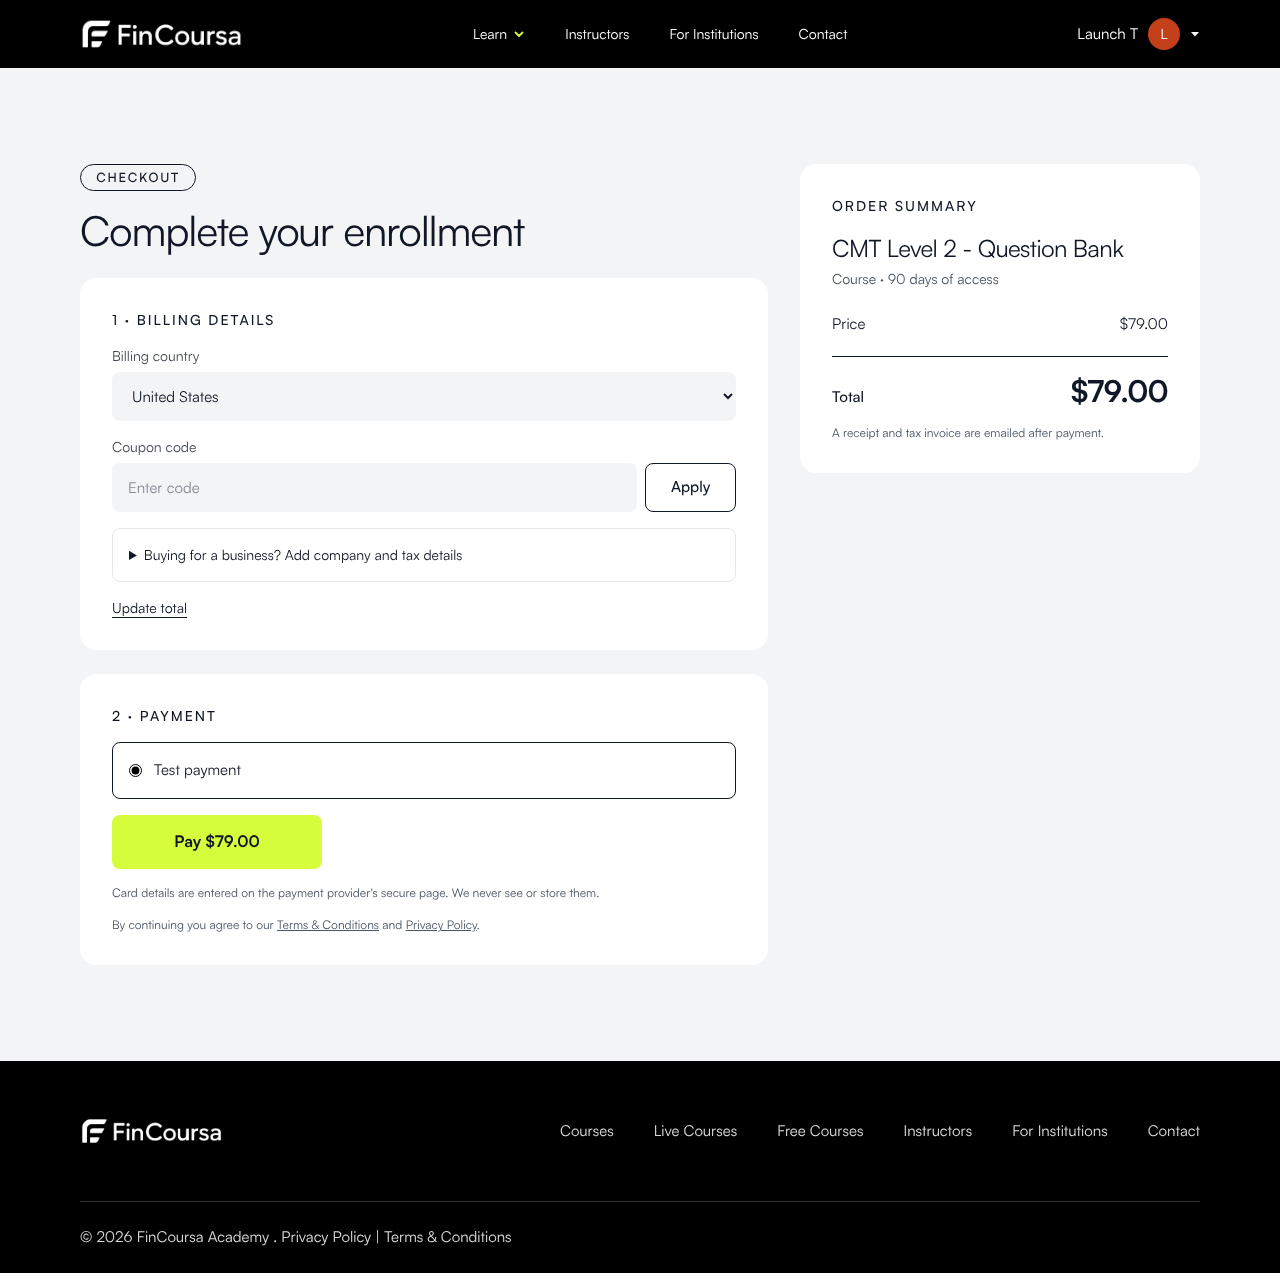 FinCoursa
Learn
Instructors
For Institutions
Contact
Launch T
L
CHECKOUT
Complete your enrollment
1 · BILLING DETAILS
Billing country
United States
Coupon code
Enter code
Apply
Buying for a business? Add company and tax details
Update total
2 · PAYMENT
Test payment
Pay $79.00
Card details are entered on the payment provider's secure page. We never see or store them.
By continuing you agree to our Terms & Conditions and Privacy Policy.
ORDER SUMMARY
CMT Level 2 - Question Bank
Course · 90 days of access
Price $79.00
Total $79.00
A receipt and tax invoice are emailed after payment.
FinCoursa
Courses
Live Courses
Free Courses
Instructors
For Institutions
Contact
© 2026 FinCoursa Academy . Privacy Policy | Terms & Conditions